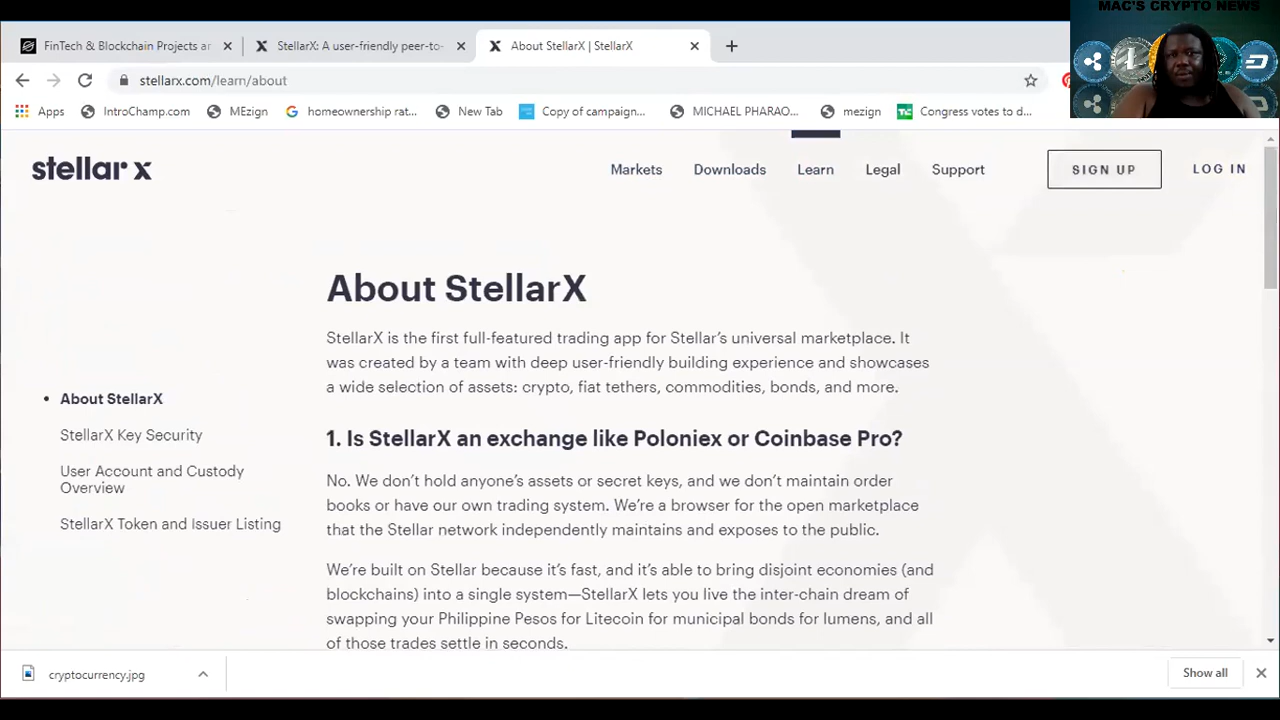 MAC'S CRYPTO NEWS
FinTech & Blockchain Projects ar
StellarX: A user-friendly peer-to-
About StellarX | StellarX
stellarx.com/learn/about
Apps
IntroChamp.com
MEzign
homeownership rat...
New Tab
Copy of campaign...
MICHAEL PHARAO...
mezign
Congress votes to d...
stellar x
Markets
Downloads
Learn
Legal
Support
SIGN UP
LOG IN
About StellarX
StellarX is the first full-featured trading app for Stellar's universal marketplace. It
was created by a team with deep user-friendly building experience and showcases
a wide selection of assets: crypto, fiat tethers, commodities, bonds, and more.
About StellarX
StellarX Key Security
User Account and Custody
Overview
StellarX Token and Issuer Listing
1. Is StellarX an exchange like Poloniex or Coinbase Pro?
No. We don't hold anyone's assets or secret keys, and we don't maintain order
books or have our own trading system. We're a browser for the open marketplace
that the Stellar network independently maintains and exposes to the public.
We're built on Stellar because it's fast, and it's able to bring disjoint economies (and
blockchains) into a single system—StellarX lets you live the inter-chain dream of
swapping your Philippine Pesos for Litecoin for municipal bonds for lumens, and all
of those trades settle in seconds.
cryptocurrency.jpg
Show all